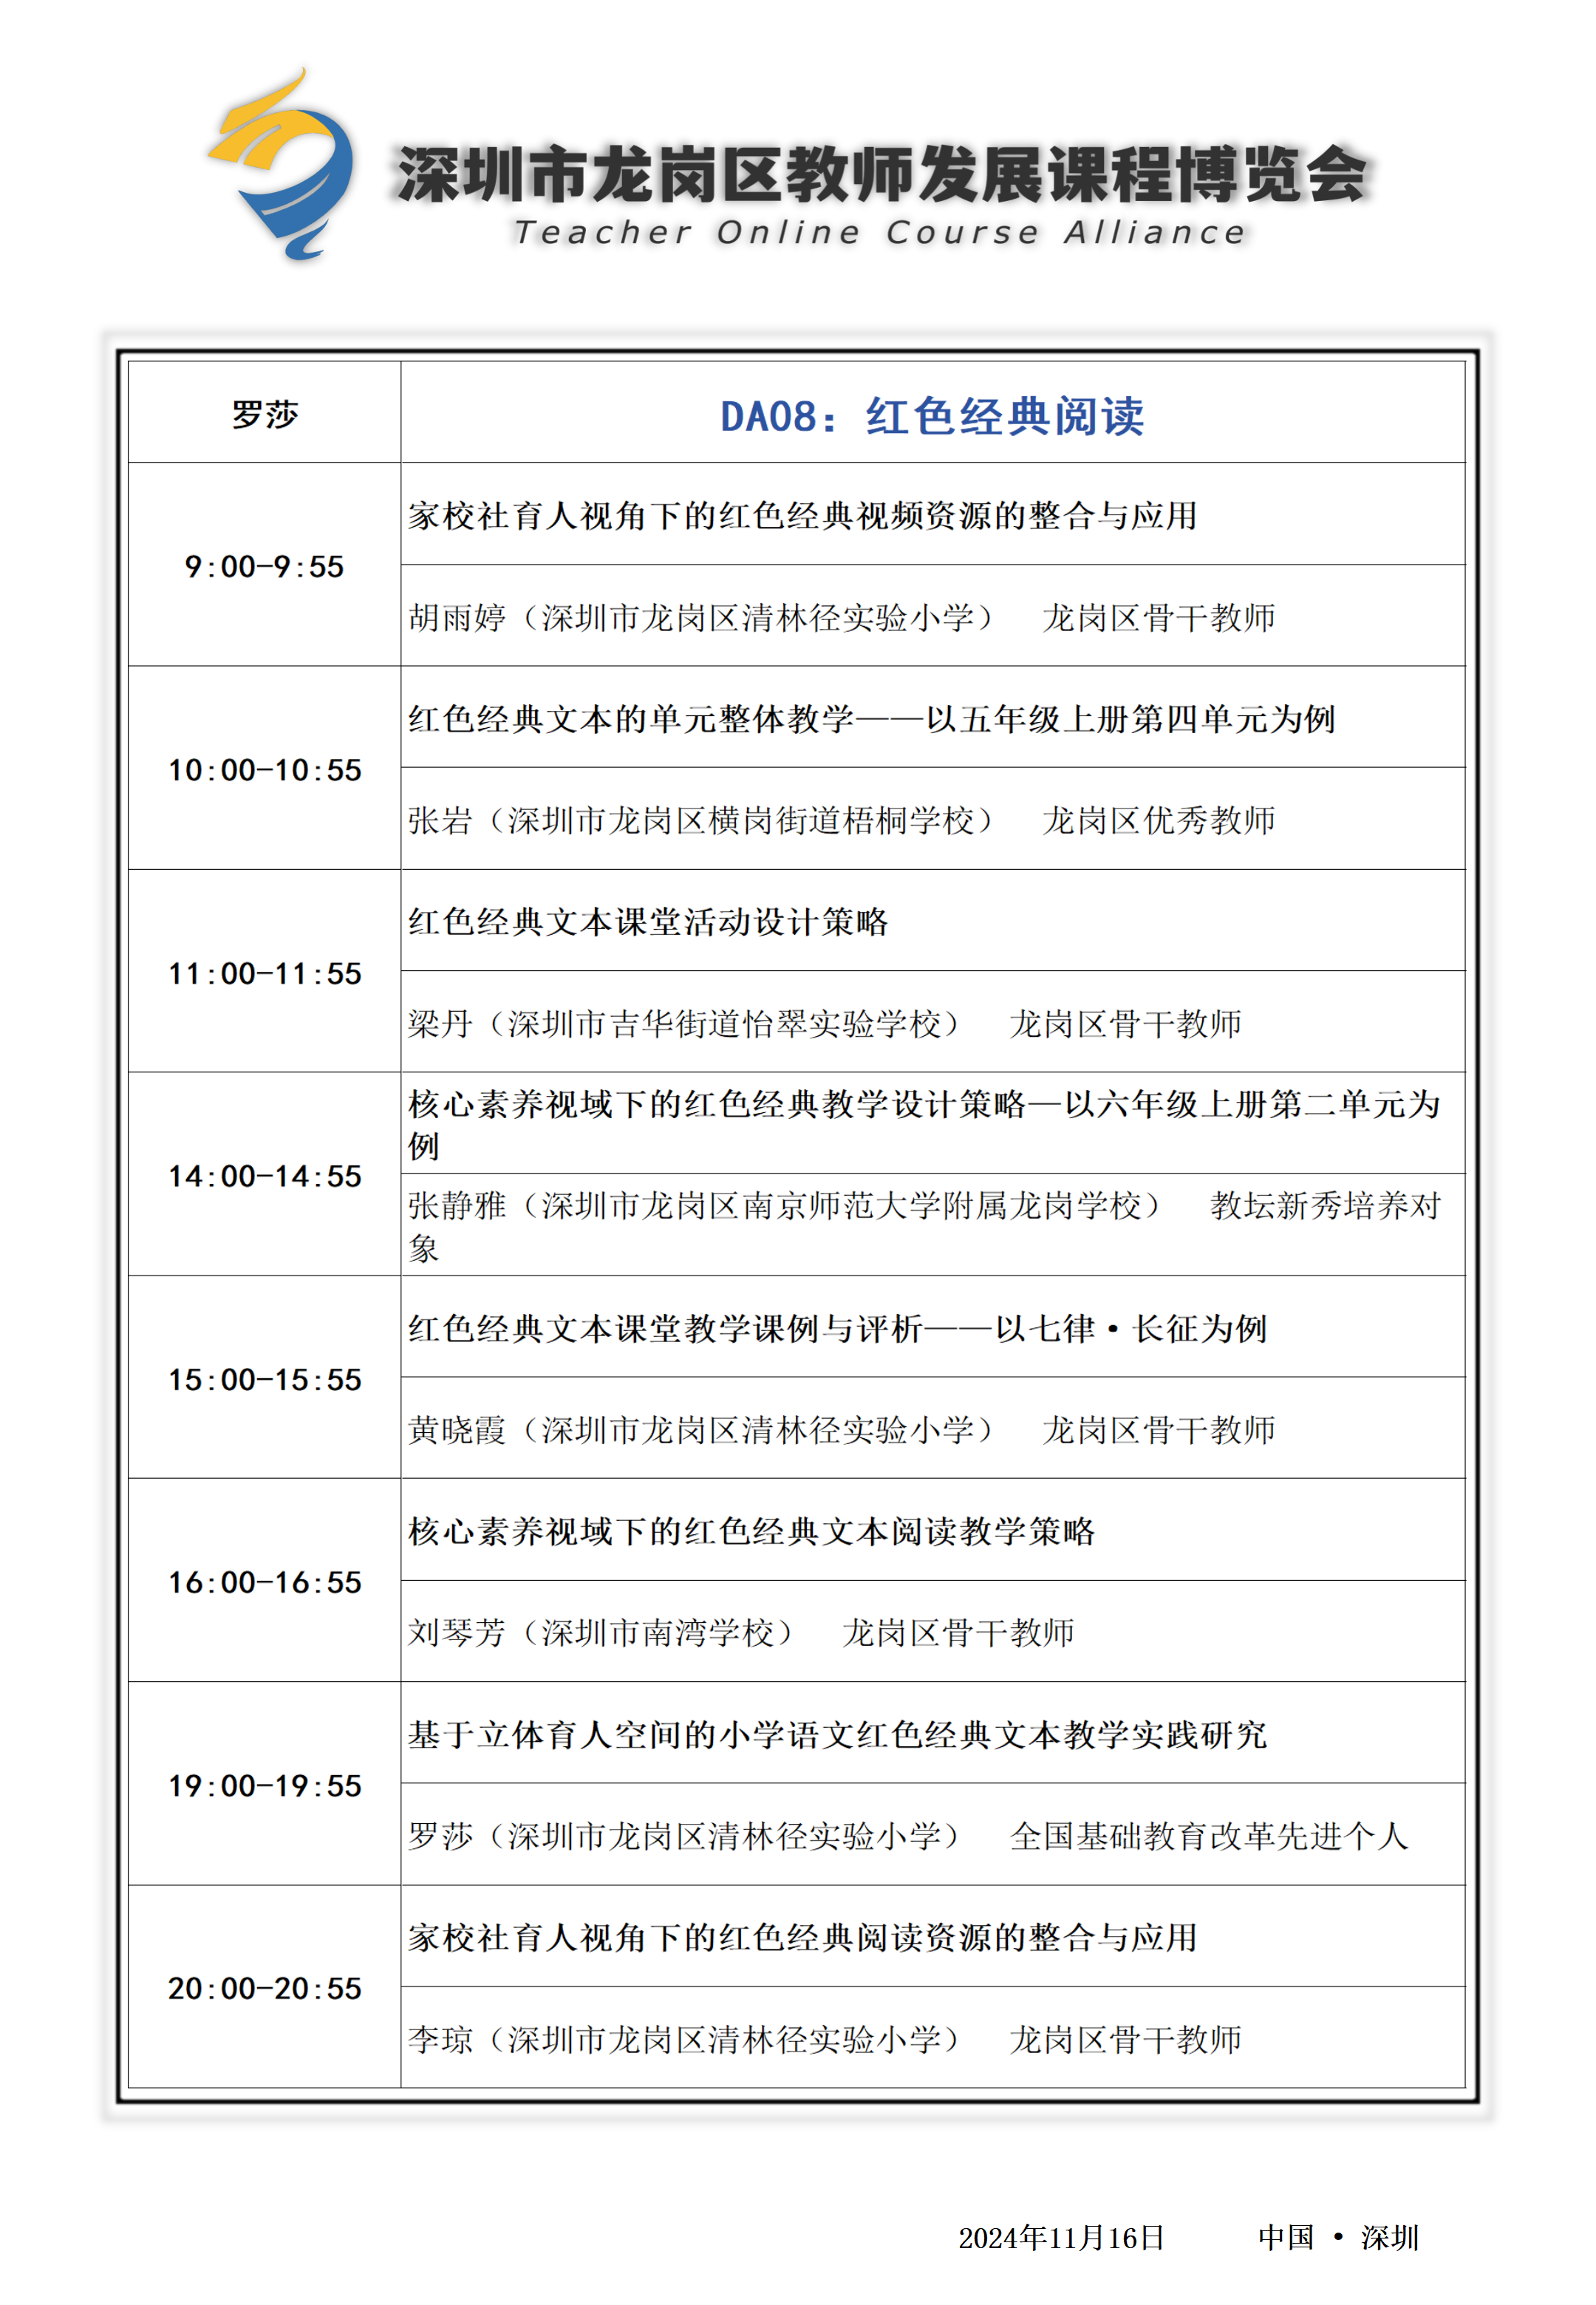 深圳市龙岗区教师发展课程博览会
Teacher Online Course Alliance
罗莎
DA08：红色经典阅读
9:00-9:55
家校社育人视角下的红色经典视频资源的整合与应用
胡雨婷（深圳市龙岗区清林径实验小学） 龙岗区骨干教师
10:00-10:55
红色经典文本的单元整体教学——以五年级上册第四单元为例
张岩（深圳市龙岗区横岗街道梧桐学校） 龙岗区优秀教师
11:00-11:55
红色经典文本课堂活动设计策略
梁丹（深圳市吉华街道怡翠实验学校） 龙岗区骨干教师
14:00-14:55
核心素养视域下的红色经典教学设计策略—以六年级上册第二单元为
例
张静雅（深圳市龙岗区南京师范大学附属龙岗学校） 教坛新秀培养对
象
15:00-15:55
红色经典文本课堂教学课例与评析——以七律·长征为例
黄晓霞（深圳市龙岗区清林径实验小学） 龙岗区骨干教师
16:00-16:55
核心素养视域下的红色经典文本阅读教学策略
刘琴芳（深圳市南湾学校） 龙岗区骨干教师
19:00-19:55
基于立体育人空间的小学语文红色经典文本教学实践研究
罗莎（深圳市龙岗区清林径实验小学） 全国基础教育改革先进个人
20:00-20:55
家校社育人视角下的红色经典阅读资源的整合与应用
李琼（深圳市龙岗区清林径实验小学） 龙岗区骨干教师
2024年11月16日 中国 · 深圳